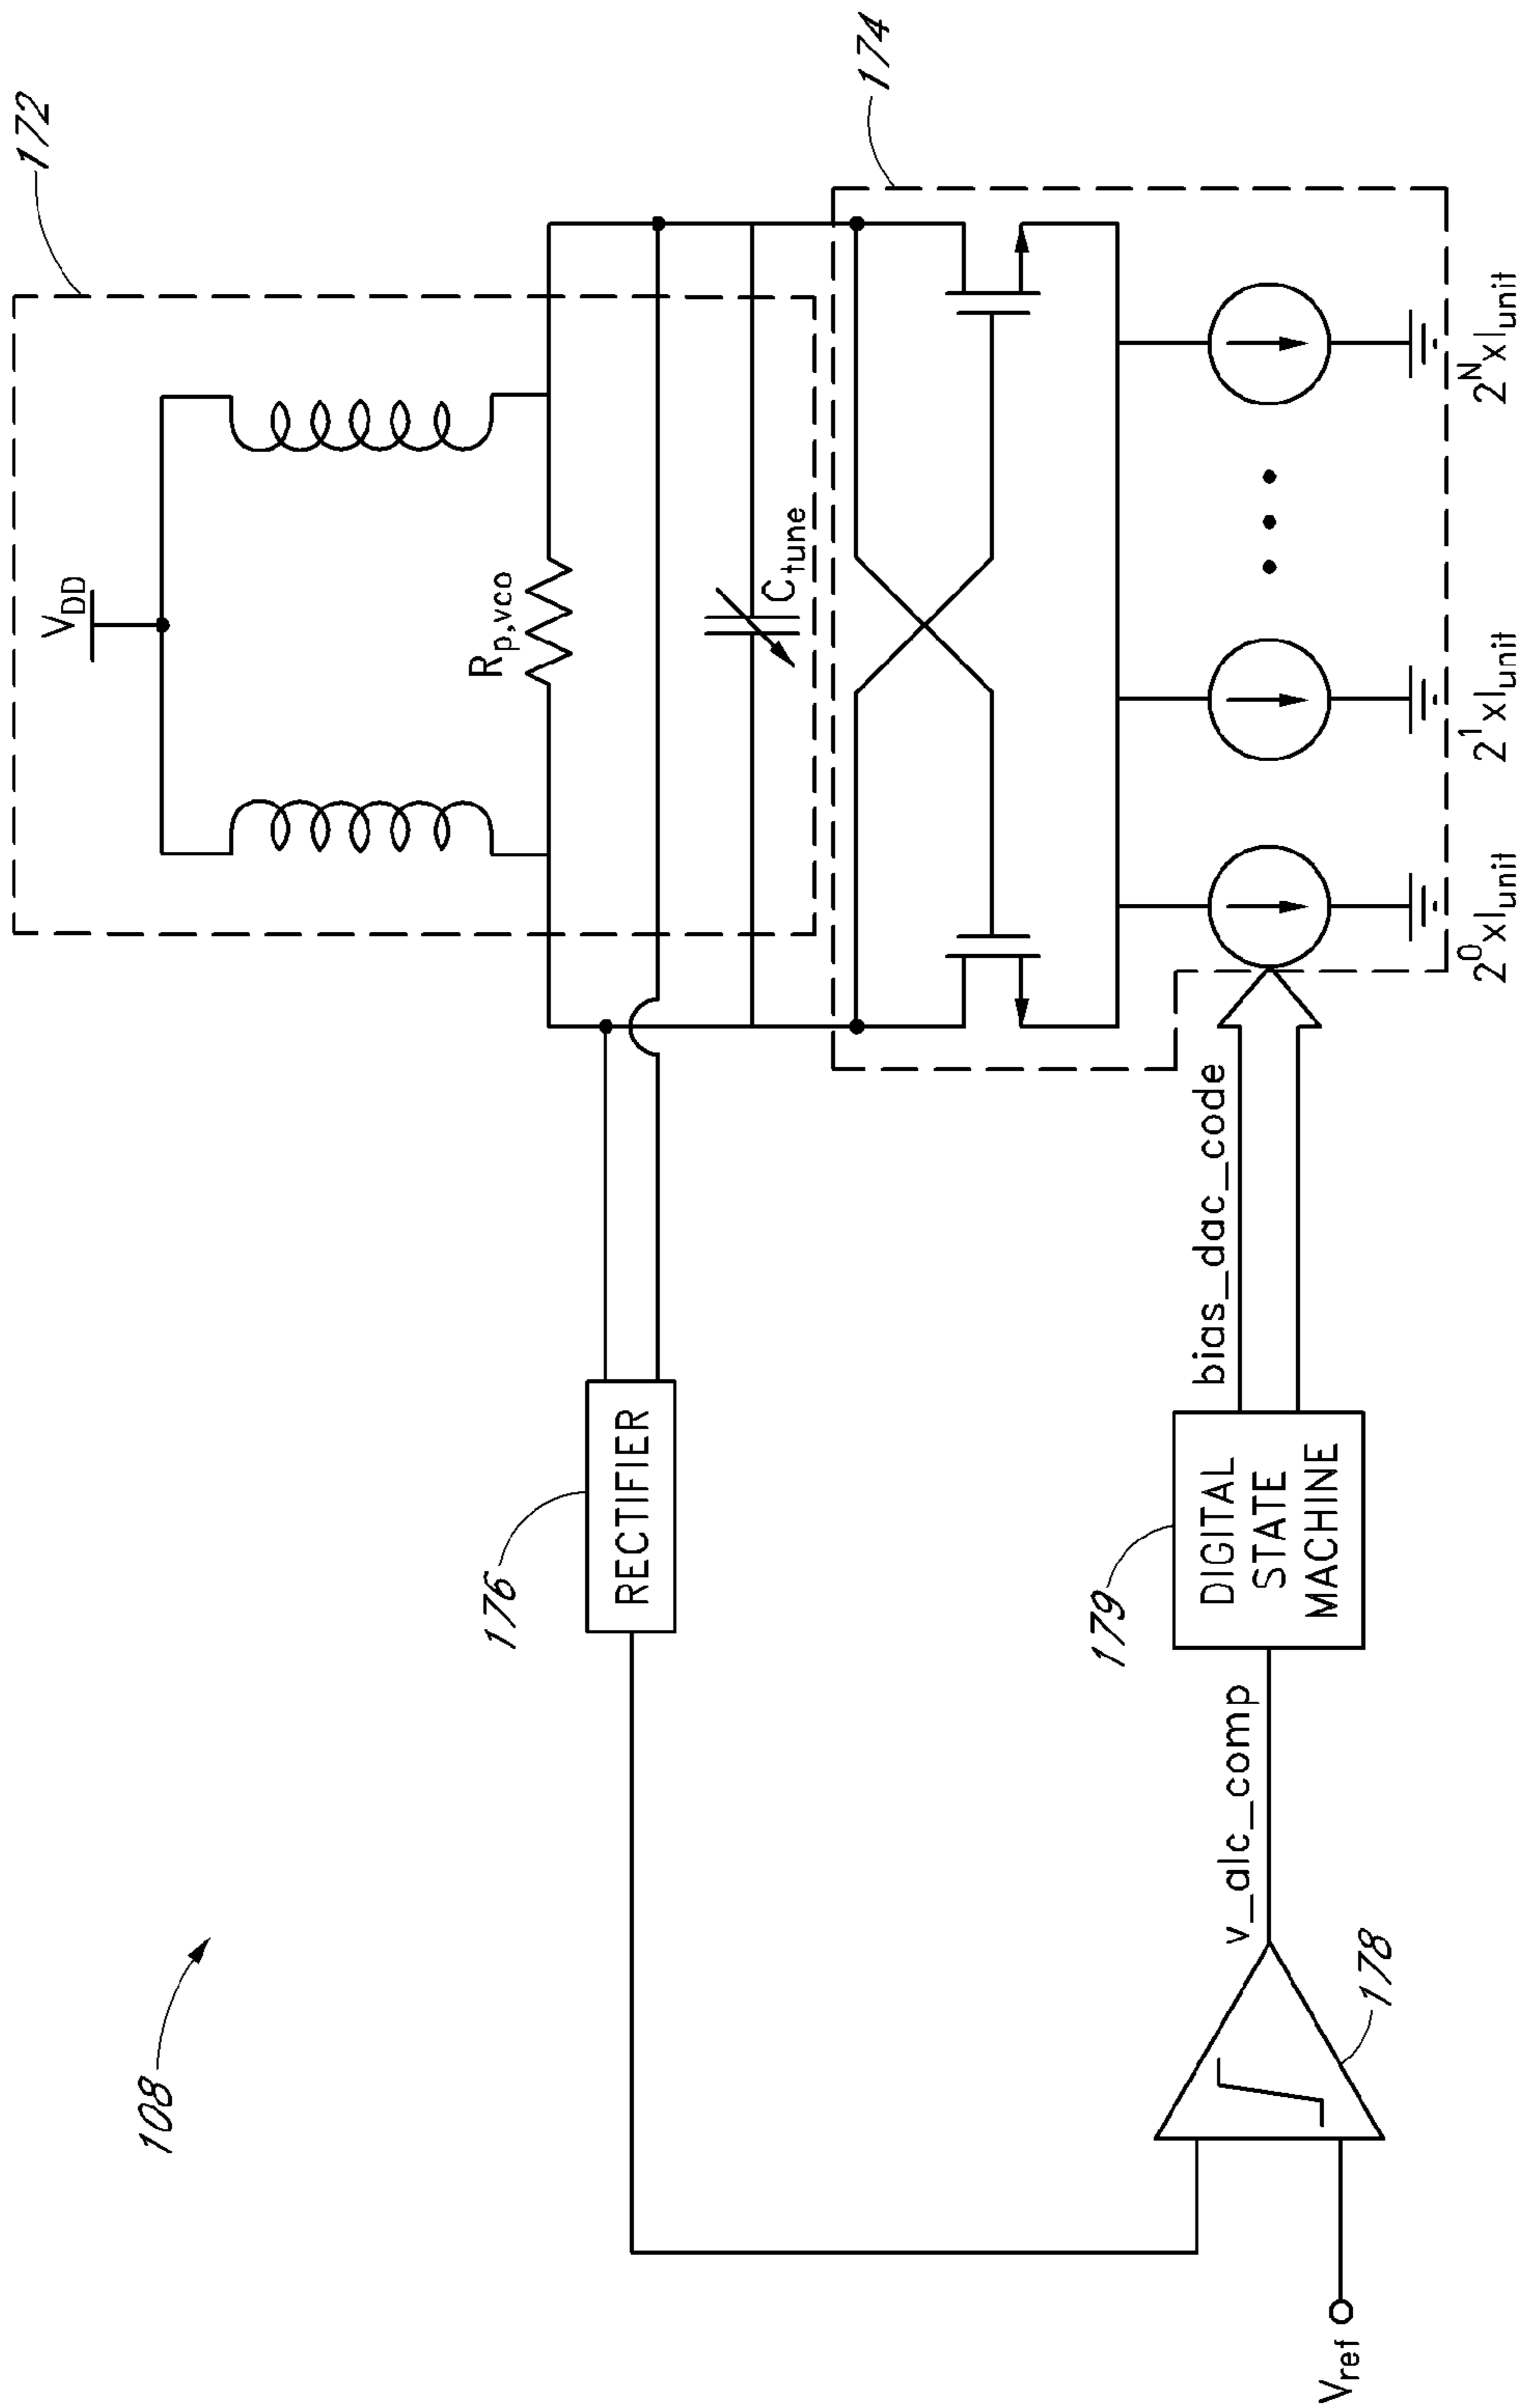 108
172
V_DD
R_p,vco
C_tune
174
176
RECTIFIER
v_alc_comp
179
DIGITAL
STATE
MACHINE
bias_dac_code
178
V_ref
2^0 x I_unit
2^1 x I_unit
2^N x I_unit